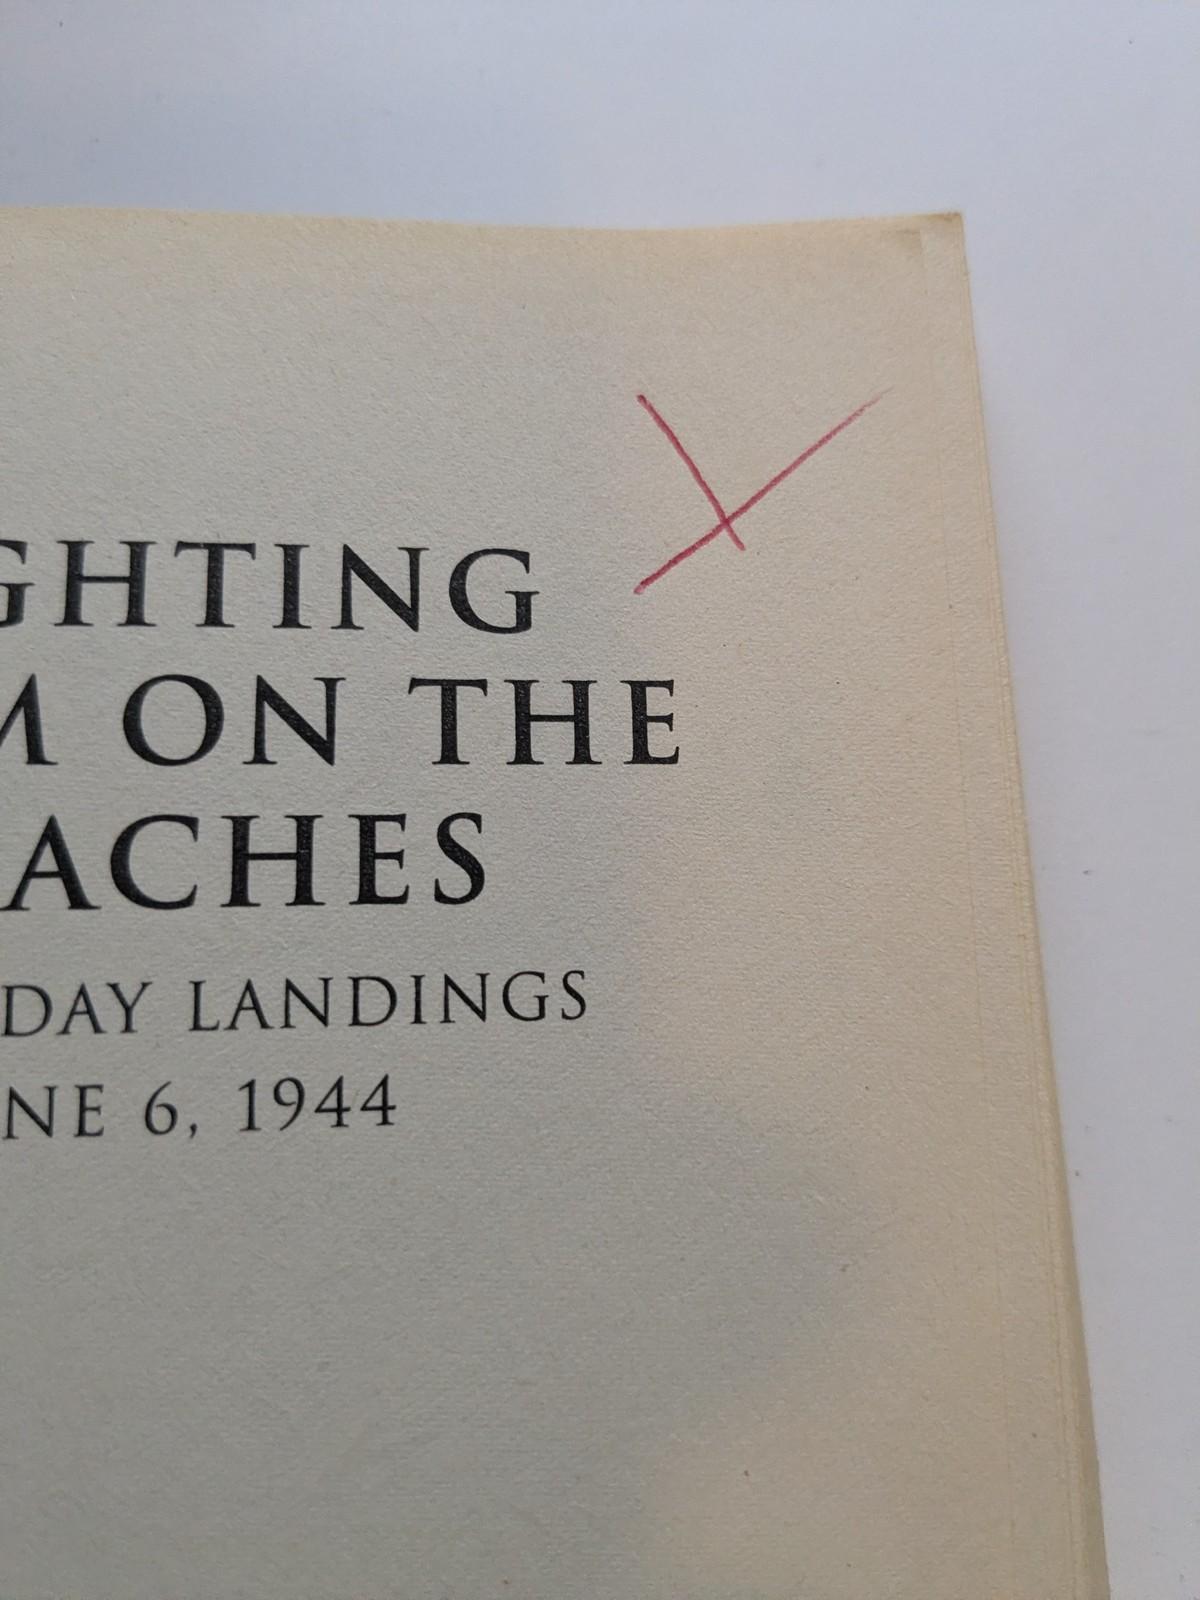 GHTING
M ON THE
ACHES
DAY LANDINGS
NE 6, 1944